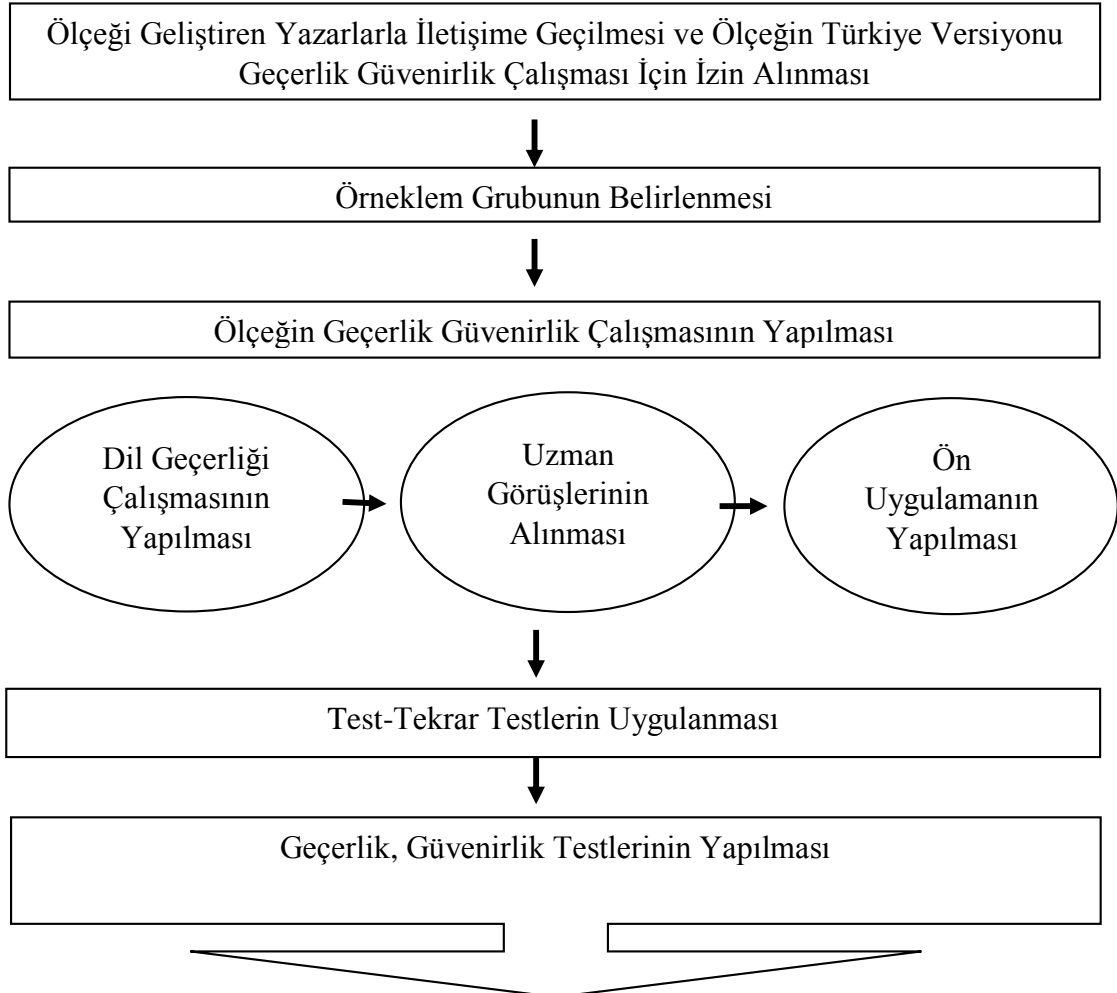 Ölçeği Geliştiren Yazarlarla İletişime Geçilmesi ve Ölçeğin Türkiye Versiyonu
Geçerlik Güvenirlik Çalışması İçin İzin Alınması
Örneklem Grubunun Belirlenmesi
Ölçeğin Geçerlik Güvenirlik Çalışmasının Yapılması
Dil Geçerliği
Çalışmasının
Yapılması
Uzman
Görüşlerinin
Alınması
Ön
Uygulamanın
Yapılması
Test-Tekrar Testlerin Uygulanması
Geçerlik, Güvenirlik Testlerinin Yapılması